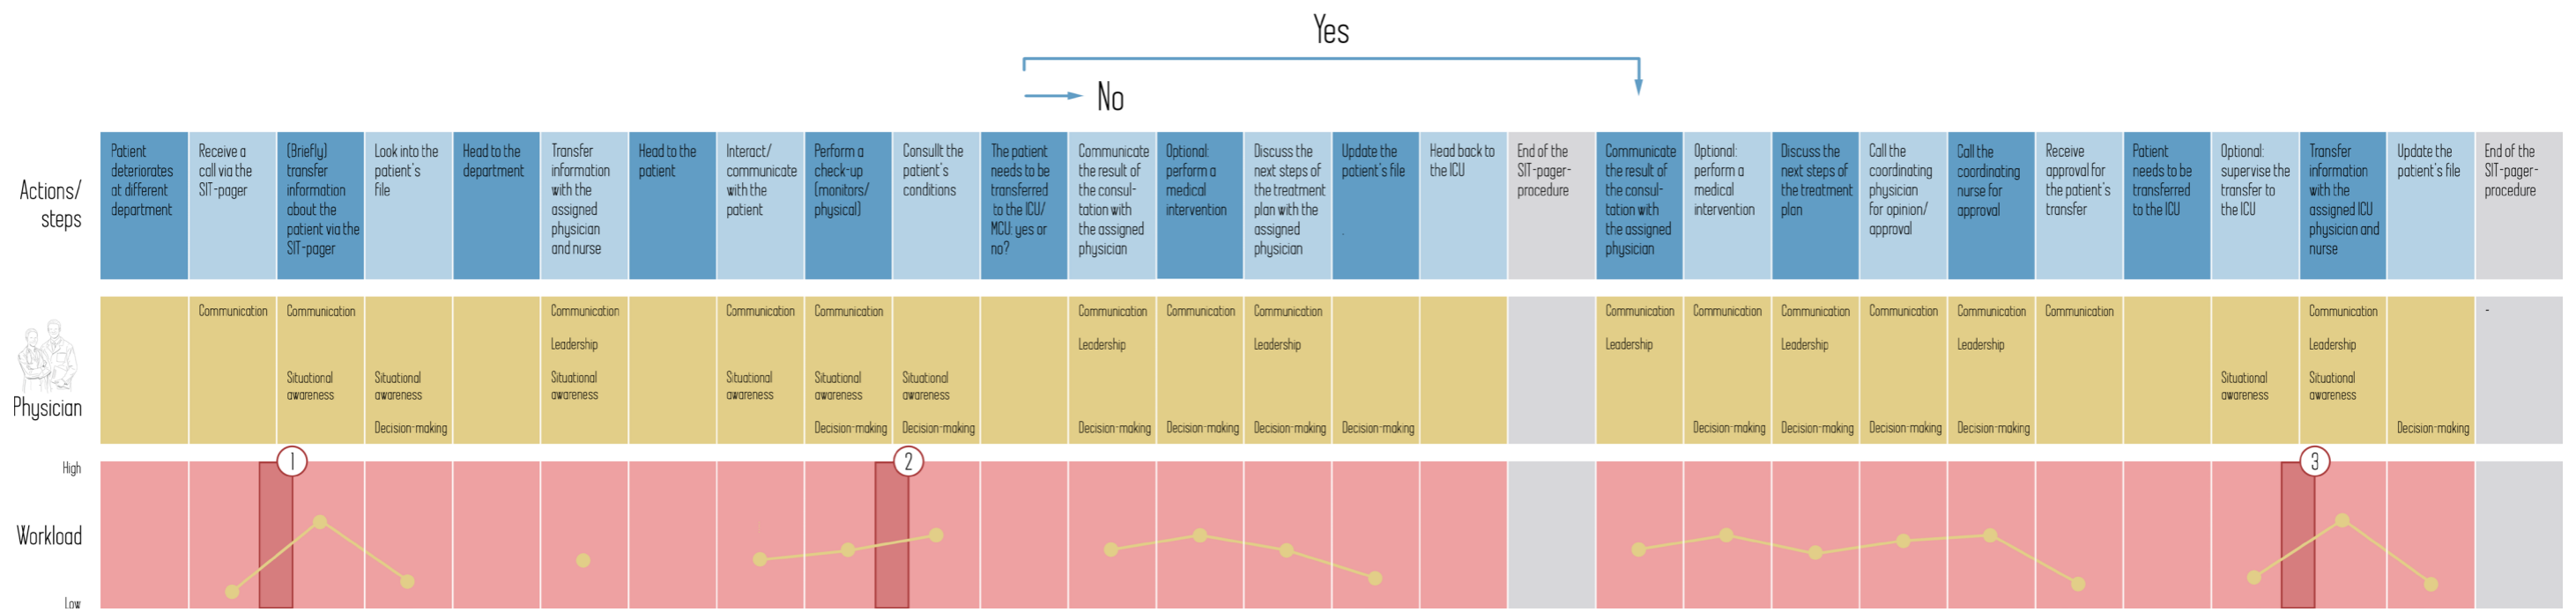 Yes
No
Actions/
steps
Patient
deteriorates
at different
department
Receive a
call via the
SIT-pager
(Briefly)
transfer
information
about the
patient via the
SIT-pager
Look into the
patient's
file
Head to the
department
Transfer
information
with the
assigned
physician
and nurse
Head to the
patient
Interact/
communicate
with the
patient
Perform a
check-up
(monitors/
physical)
Consullt the
patient's
conditions
The patient
needs to be
transferred
to the ICU/
MCU: yes or
no?
Communicate
the result of
the consul-
tation with
the assigned
physician
Optional:
perform a
medical
intervention
Discuss the
next steps of
the treatment
plan with the
assigned
physician
Update the
patient's file
.
Head back to
the ICU
End of the
SIT-pager-
procedure
Communicate
the result of
the consul-
tation with
the assigned
physician
Optional:
perform a
medical
intervention
Discuss the
next steps of
the treatment
plan
Call the
coordinating
physician
for opinion/
approval
Call the
coordinating
nurse for
approval
Receive
approval for
the patient's
transfer
Patient
needs to be
transferred
to the ICU
Optional:
supervise the
transfer to
the ICU
Transfer
information
with the
assigned ICU
physician and
nurse
Update the
patient's file
End of the
SIT-pager-
procedure
Physician
Communication
Communication
Situational
awareness
Situational
awareness
Decision-making
Communication
Leadership
Situational
awareness
Communication
Situational
awareness
Communication
Situational
awareness
Decision-making
Situational
awareness
Decision-making
Communication
Leadership
Decision-making
Communication
Decision-making
Communication
Leadership
Decision-making
Decision-making
Communication
Leadership
Communication
Decision-making
Communication
Leadership
Decision-making
Communication
Decision-making
Communication
Leadership
Decision-making
Communication
Situational
awareness
Communication
Leadership
Situational
awareness
Decision-making
-
High
Workload
Low
1
2
3